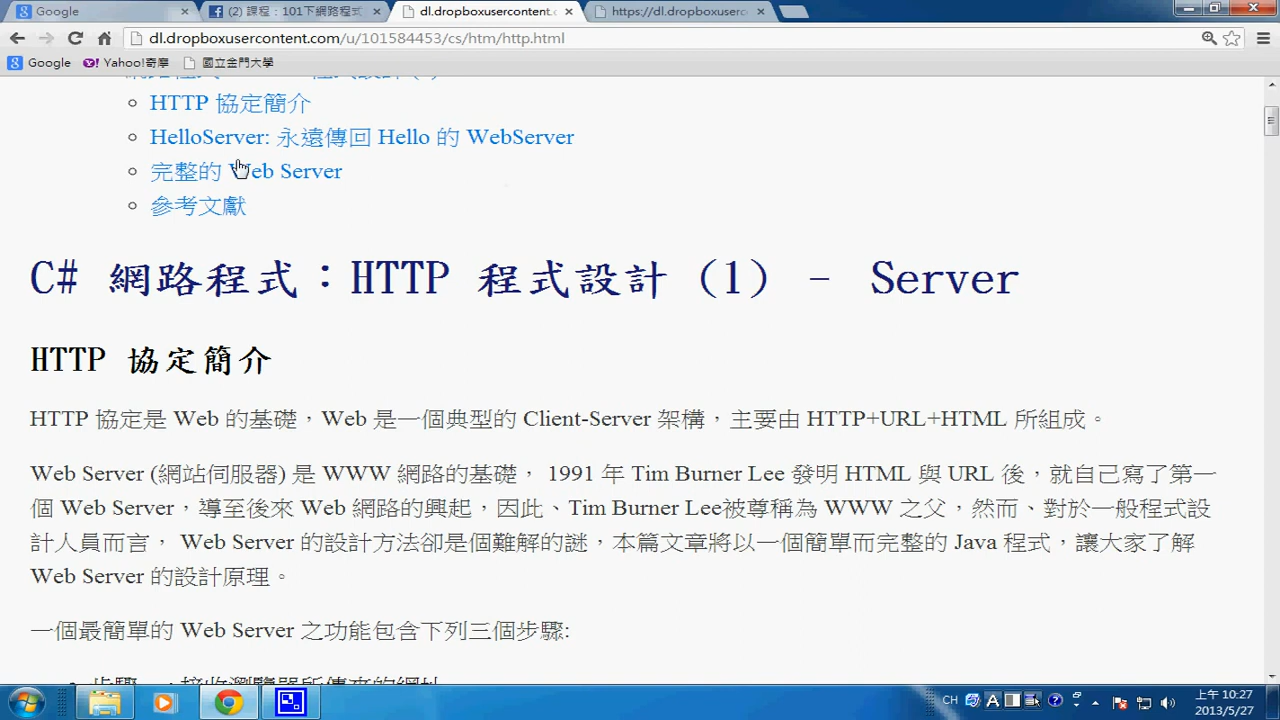 Google
(2) 課程：101下網路程式
dl.dropboxusercontent.c
https://dl.dropboxuserc
dl.dropboxusercontent.com/u/101584453/cs/htm/http.html
Google
Yahoo!奇摩
國立金門大學
HTTP 協定簡介
HelloServer: 永遠傳回 Hello 的 WebServer
完整的 Web Server
參考文獻
C# 網路程式：HTTP 程式設計 (1) - Server
HTTP 協定簡介
HTTP 協定是 Web 的基礎，Web 是一個典型的 Client-Server 架構，主要由 HTTP+URL+HTML 所組成。
Web Server (網站伺服器) 是 WWW 網路的基礎， 1991 年 Tim Burner Lee 發明 HTML 與 URL 後，就自己寫了第一
個 Web Server，導至後來 Web 網路的興起，因此、Tim Burner Lee被尊稱為 WWW 之父，然而、對於一般程式設
計人員而言， Web Server 的設計方法卻是個難解的謎，本篇文章將以一個簡單而完整的 Java 程式，讓大家了解
Web Server 的設計原理。
一個最簡單的 Web Server 之功能包含下列三個步驟:
CH
上午 10:27
2013/5/27